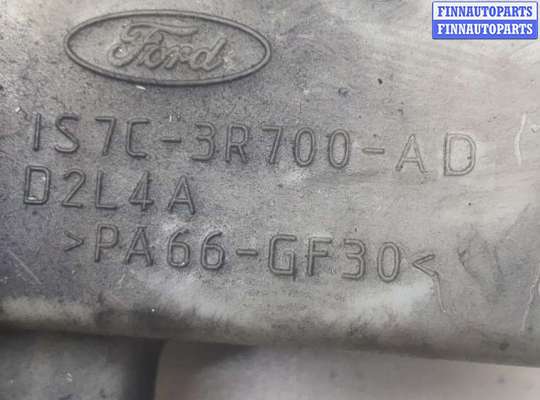 FINNAUTOPARTS
FINNAUTOPARTS
Ford
1S7C-3R700-AD
D2L4A
>PA66-GF30<